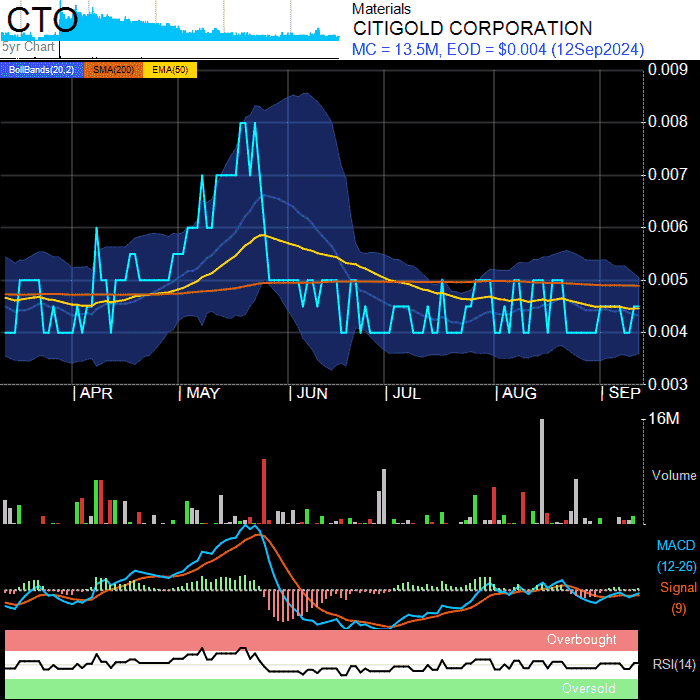 CTO
5yr Chart
Materials
CITIGOLD CORPORATION
MC = 13.5M, EOD = $0.004 (12Sep2024)
BollBands(20,2) SMA(200) EMA(50)
0.009
0.008
0.007
0.006
0.005
0.004
0.003
APR MAY JUN JUL AUG SEP
16M
Volume
MACD
(12-26)
Signal
(9)
Overbought
RSI(14)
Oversold